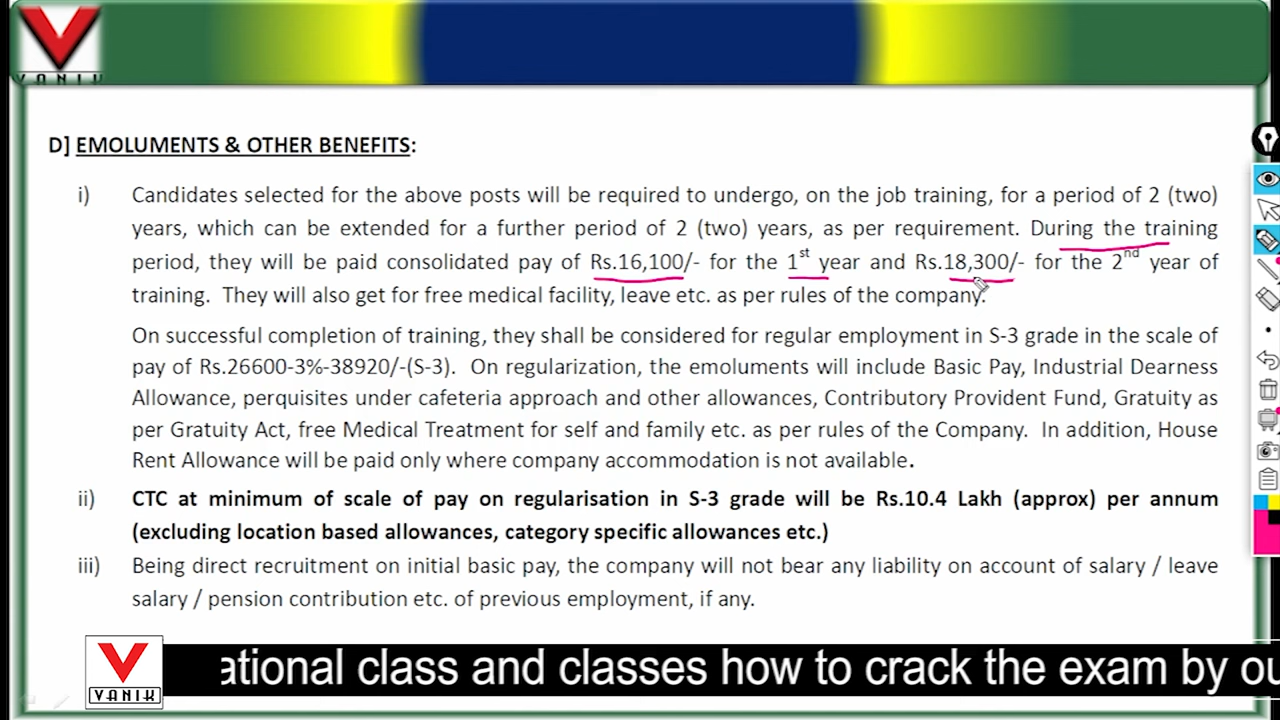 VANIK
D] EMOLUMENTS & OTHER BENEFITS:
i) Candidates selected for the above posts will be required to undergo, on the job training, for a period of 2 (two)
years, which can be extended for a further period of 2 (two) years, as per requirement. During the training
period, they will be paid consolidated pay of Rs.16,100/- for the 1st year and Rs.18,300/- for the 2nd year of
training. They will also get for free medical facility, leave etc. as per rules of the company.
On successful completion of training, they shall be considered for regular employment in S-3 grade in the scale of
pay of Rs.26600-3%-38920/-(S-3). On regularization, the emoluments will include Basic Pay, Industrial Dearness
Allowance, perquisites under cafeteria approach and other allowances, Contributory Provident Fund, Gratuity as
per Gratuity Act, free Medical Treatment for self and family etc. as per rules of the Company. In addition, House
Rent Allowance will be paid only where company accommodation is not available.
ii) CTC at minimum of scale of pay on regularisation in S-3 grade will be Rs.10.4 Lakh (approx) per annum
(excluding location based allowances, category specific allowances etc.)
iii) Being direct recruitment on initial basic pay, the company will not bear any liability on account of salary / leave
salary / pension contribution etc. of previous employment, if any.
VANIK
ational class and classes how to crack the exam by ou